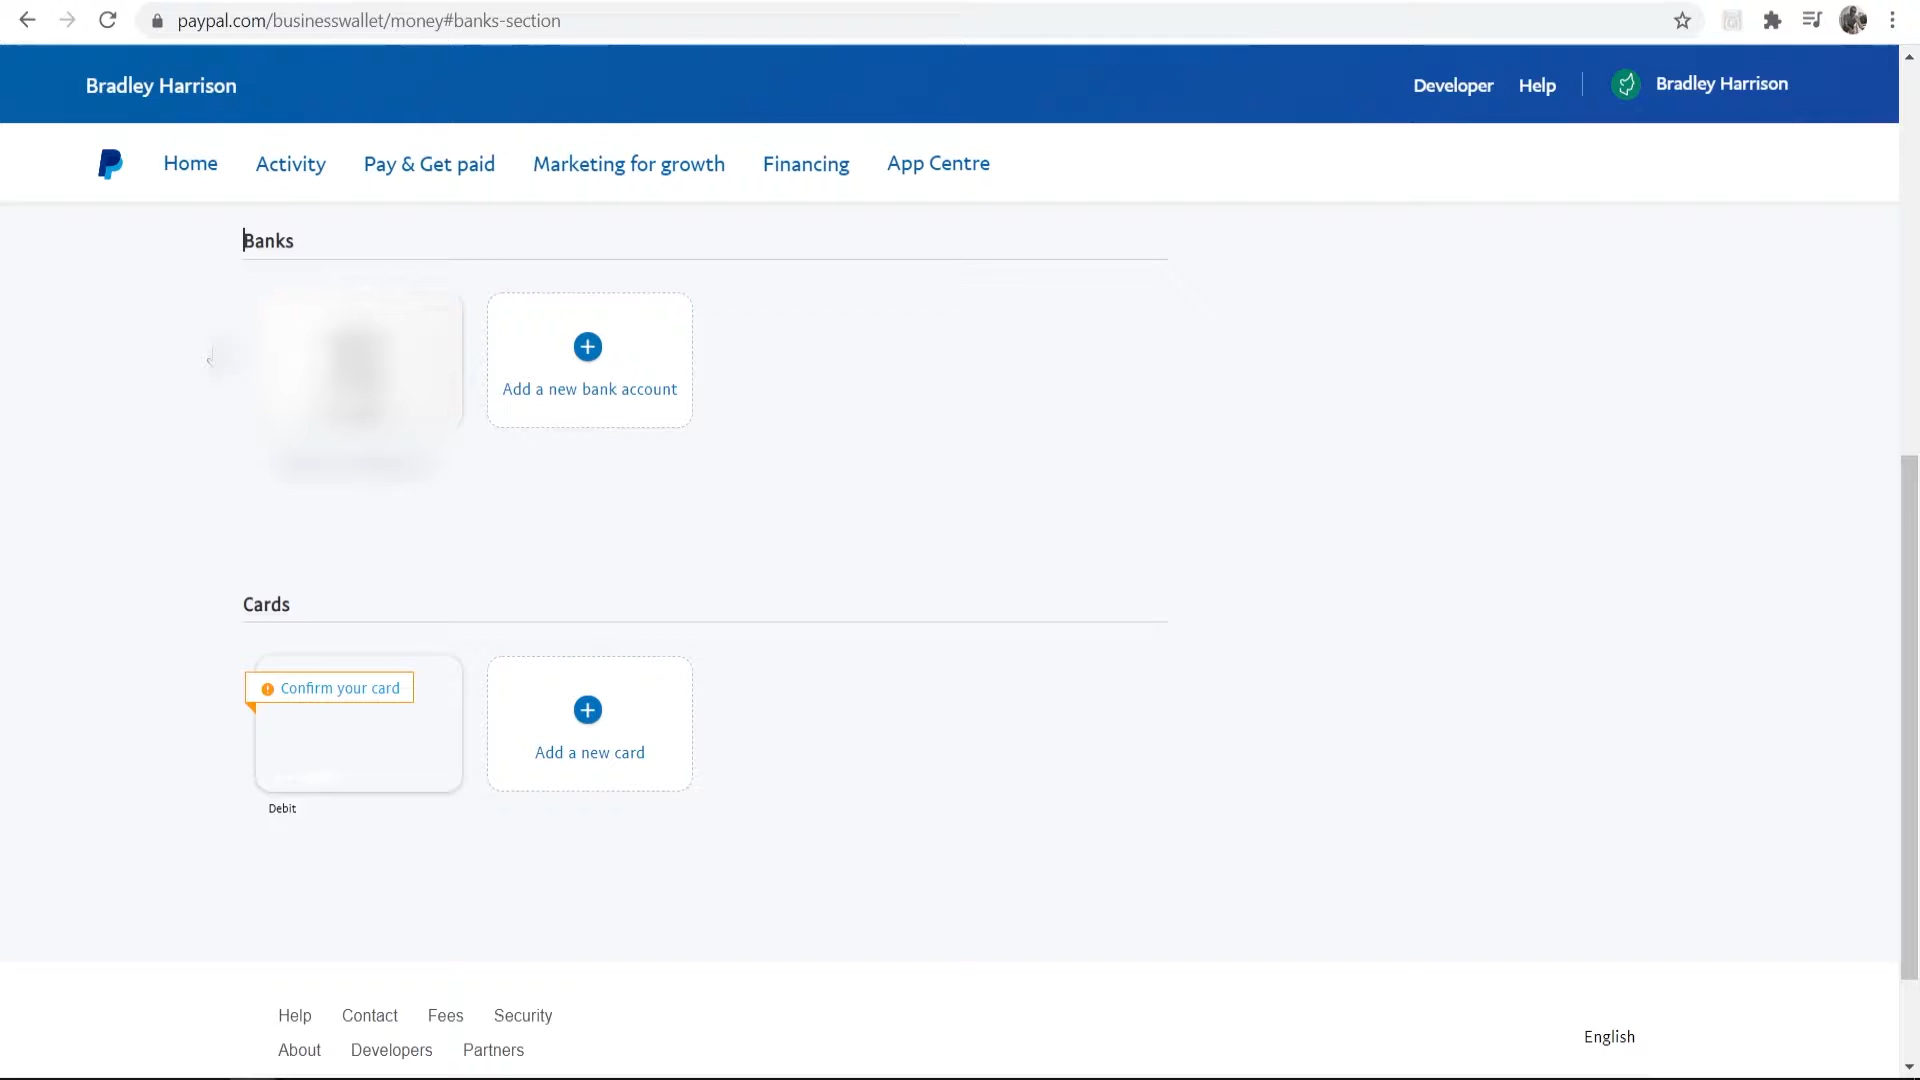 paypal.com/businesswallet/money#banks-section
Bradley Harrison
Developer Help Bradley Harrison
Home Activity Pay & Get paid Marketing for growth Financing App Centre
Banks
Add a new bank account
Cards
Confirm your card
Add a new card
Debit
Help Contact Fees Security
About Developers Partners
English